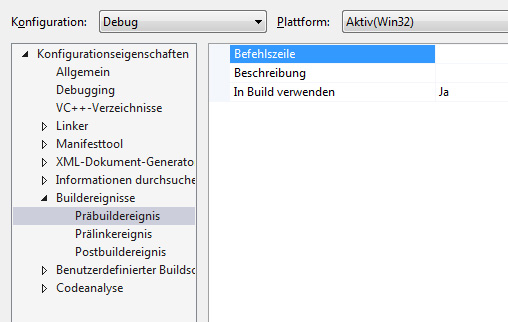 Konfiguration: Debug Plattform: Aktiv(Win32)
Konfigurationseigenschaften
Allgemein
Debugging
VC++-Verzeichnisse
Linker
Manifesttool
XML-Dokument-Generato
Informationen durchsuche
Buildereignisse
Präbuildereignis
Prälinkereignis
Postbuildereignis
Benutzerdefinierter Buildsc
Codeanalyse
Befehlszeile
Beschreibung
In Build verwenden Ja